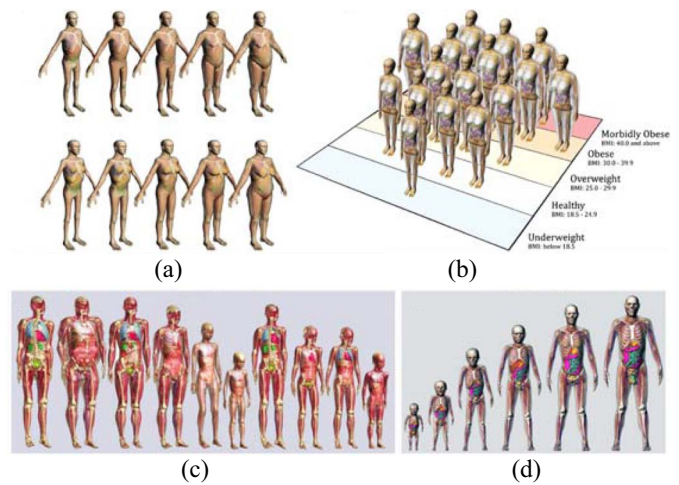 Morbidly Obese
BMI: 40.0 and above
Obese
BMI: 30.0 - 39.9
Overweight
BMI: 25.0 - 29.9
Healthy
BMI: 18.5 - 24.9
Underweight
BMI: below 18.5
(a)
(b)
(c)
(d)